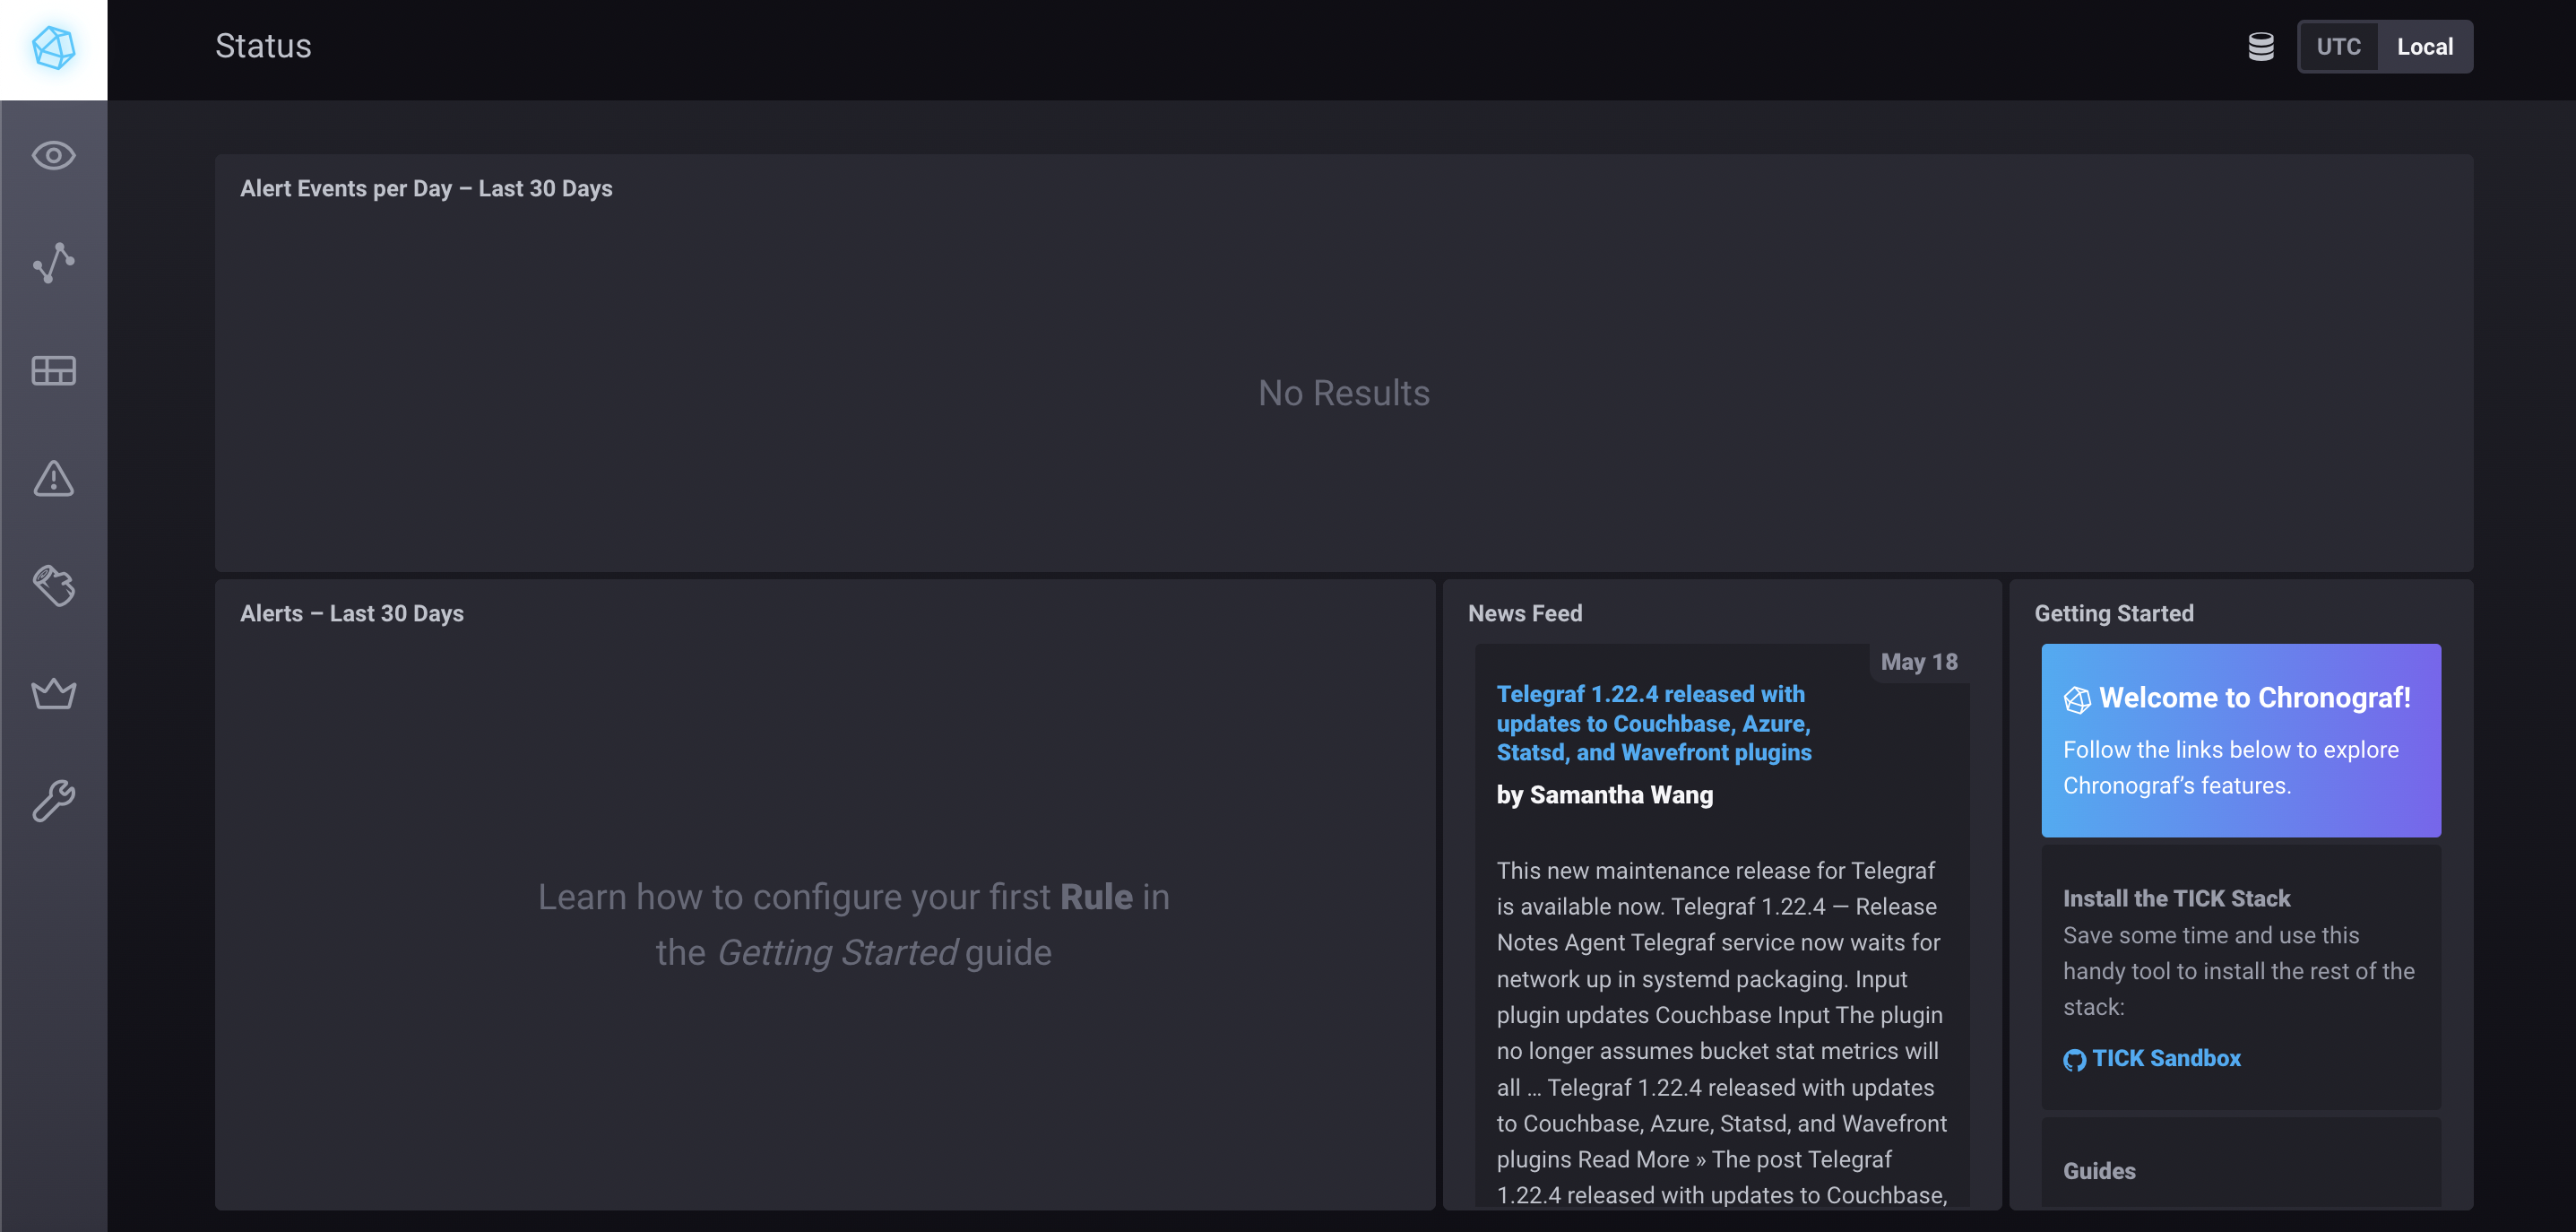 Status
UTC
Local
Alert Events per Day – Last 30 Days
No Results
Alerts – Last 30 Days
Learn how to configure your first Rule in
the Getting Started guide
News Feed
May 18
Telegraf 1.22.4 released with
updates to Couchbase, Azure,
Statsd, and Wavefront plugins
by Samantha Wang
This new maintenance release for Telegraf
is available now. Telegraf 1.22.4 — Release
Notes Agent Telegraf service now waits for
network up in systemd packaging. Input
plugin updates Couchbase Input The plugin
no longer assumes bucket stat metrics will
all ... Telegraf 1.22.4 released with updates
to Couchbase, Azure, Statsd, and Wavefront
plugins Read More » The post Telegraf
1.22.4 released with updates to Couchbase,
Getting Started
Welcome to Chronograf!
Follow the links below to explore
Chronograf’s features.
Install the TICK Stack
Save some time and use this
handy tool to install the rest of the
stack:
TICK Sandbox
Guides